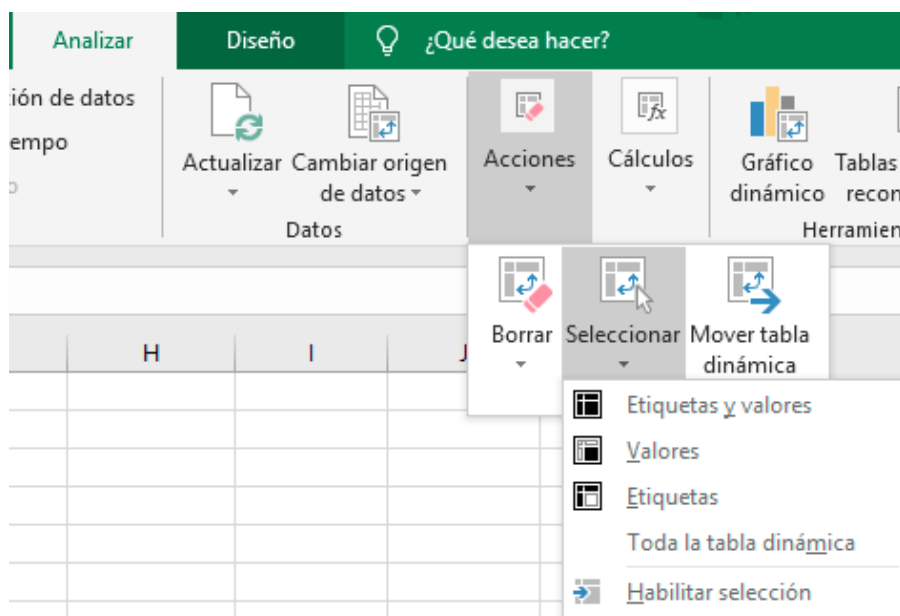 Analizar
Diseño
¿Qué desea hacer?
ión de datos
empo
o
Actualizar
Cambiar origen
de datos
Datos
Acciones
Cálculos
fx
Gráfico
dinámico
Tablas
recon
Herramien
Borrar
Seleccionar
Mover tabla
dinámica
H
I
J
Etiquetas y valores
Valores
Etiquetas
Toda la tabla dinámica
Habilitar selección